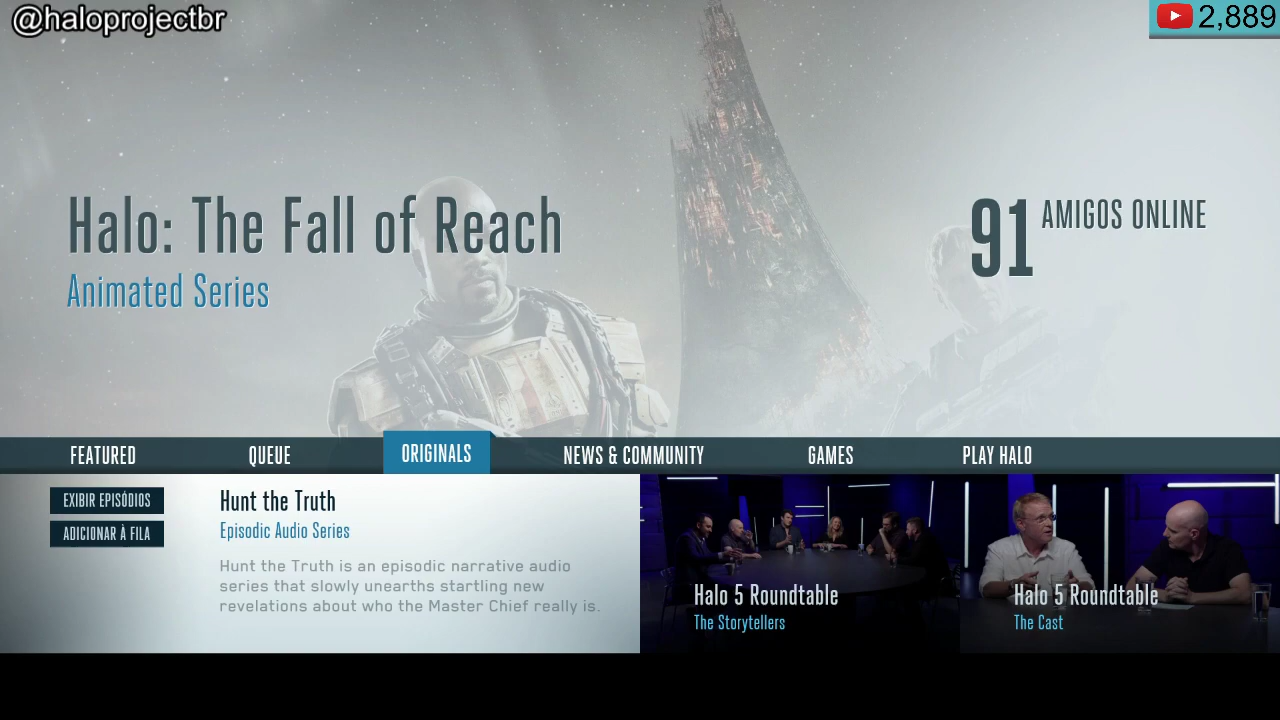 @haloprojectbr
2,889
Halo: The Fall of Reach
Animated Series
91 AMIGOS ONLINE
FEATURED QUEUE ORIGINALS NEWS & COMMUNITY GAMES PLAY HALO
EXIBIR EPISÓDIOS
ADICIONAR À FILA
Hunt the Truth
Episodic Audio Series
Hunt the Truth is an episodic narrative audio
series that slowly unearths startling new
revelations about who the Master Chief really is.
Halo 5 Roundtable
The Storytellers
Halo 5 Roundtable
The Cast